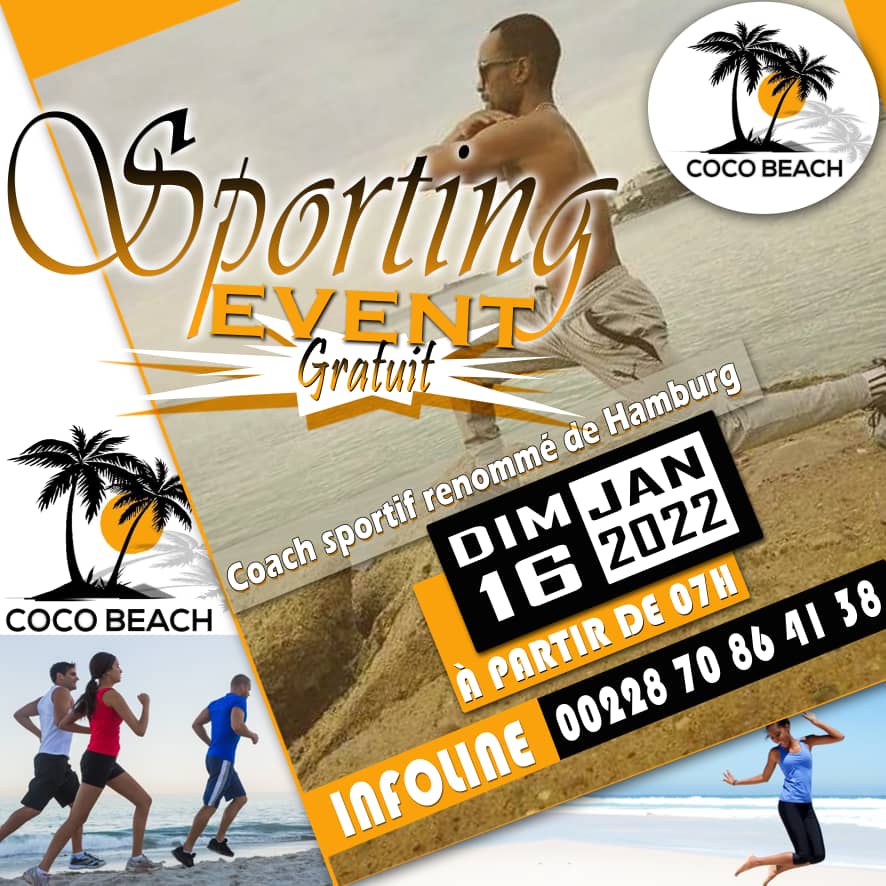 COCO BEACH
Sporting
EVENT
Gratuit
Coach sportif renommé de Hamburg
DIM JAN
16 2022
À PARTIR DE 07H
INFOLINE 00228 70 86 41 38
COCO BEACH